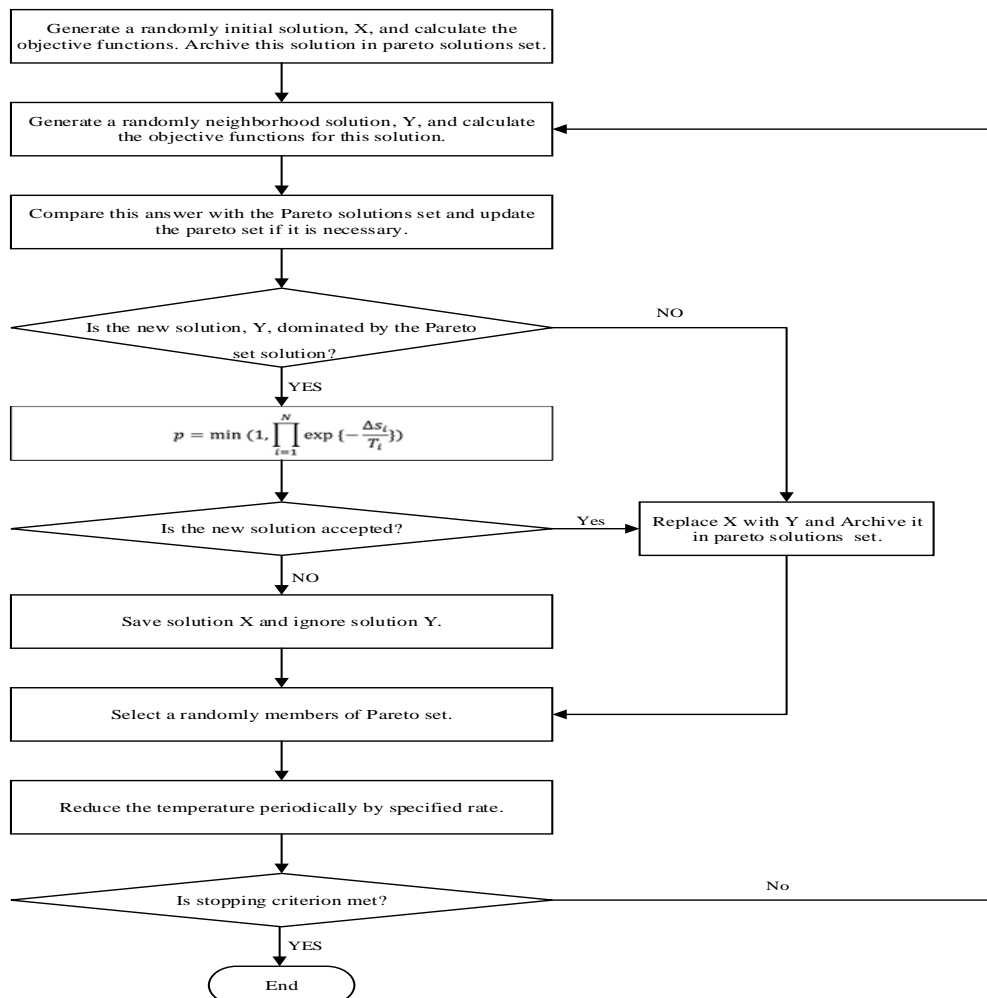 Generate a randomly initial solution, X, and calculate the
objective functions. Archive this solution in pareto solutions set.
Generate a randomly neighborhood solution, Y, and calculate
the objective functions for this solution.
Compare this answer with the Pareto solutions set and update
the pareto set if it is necessary.
Is the new solution, Y, dominated by the Pareto
set solution?
NO
YES
p = min (1, ∏_{i=1}^{N} exp {-Δs_i/T_i})
Is the new solution accepted?
Yes
Replace X with Y and Archive it
in pareto solutions set.
NO
Save solution X and ignore solution Y.
Select a randomly members of Pareto set.
Reduce the temperature periodically by specified rate.
Is stopping criterion met?
No
YES
End